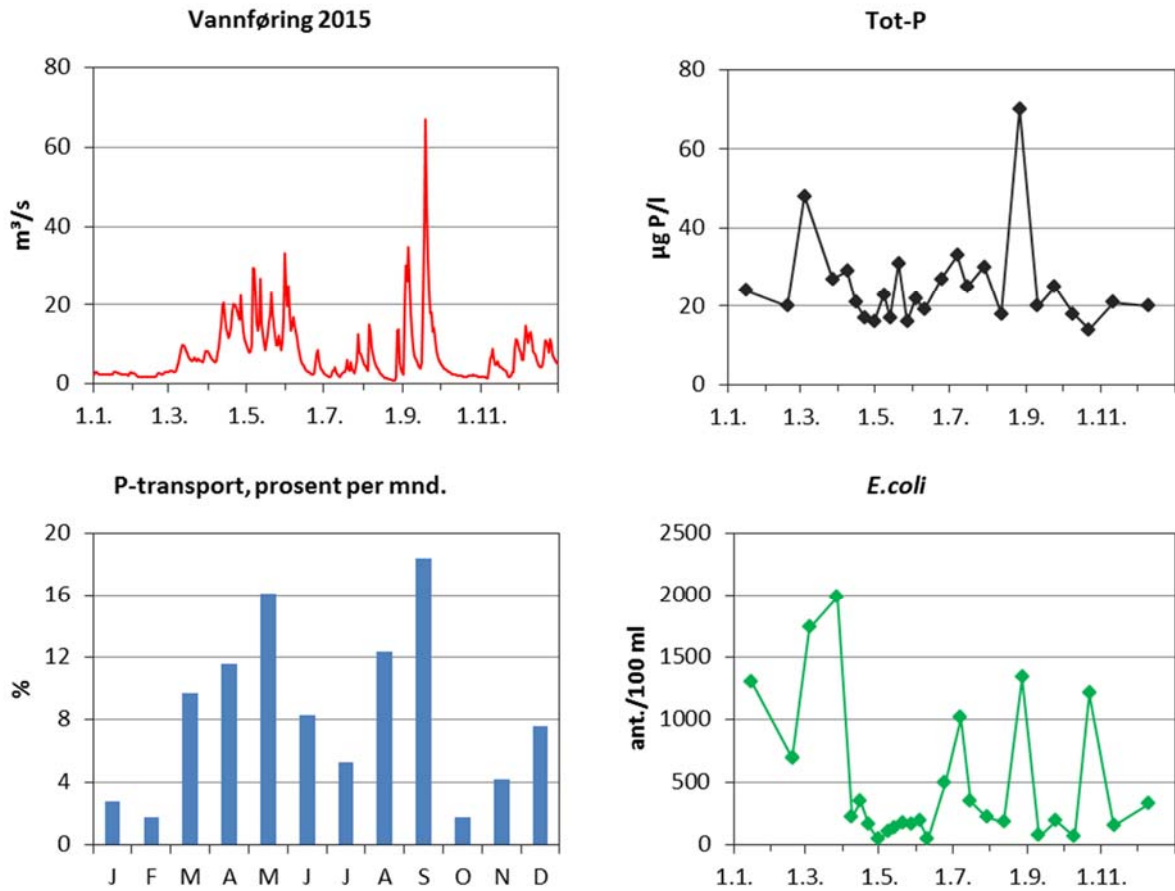 Vannføring 2015
80
60
40
20
0
m³/s
1.1. 1.3. 1.5. 1.7. 1.9. 1.11.
Tot-P
80
60
40
20
0
µg P/l
1.1. 1.3. 1.5. 1.7. 1.9. 1.11.
P-transport, prosent per mnd.
20
16
12
8
4
0
%
J F M A M J J A S O N D
E.coli
2500
2000
1500
1000
500
0
ant./100 ml
1.1. 1.3. 1.5. 1.7. 1.9. 1.11.